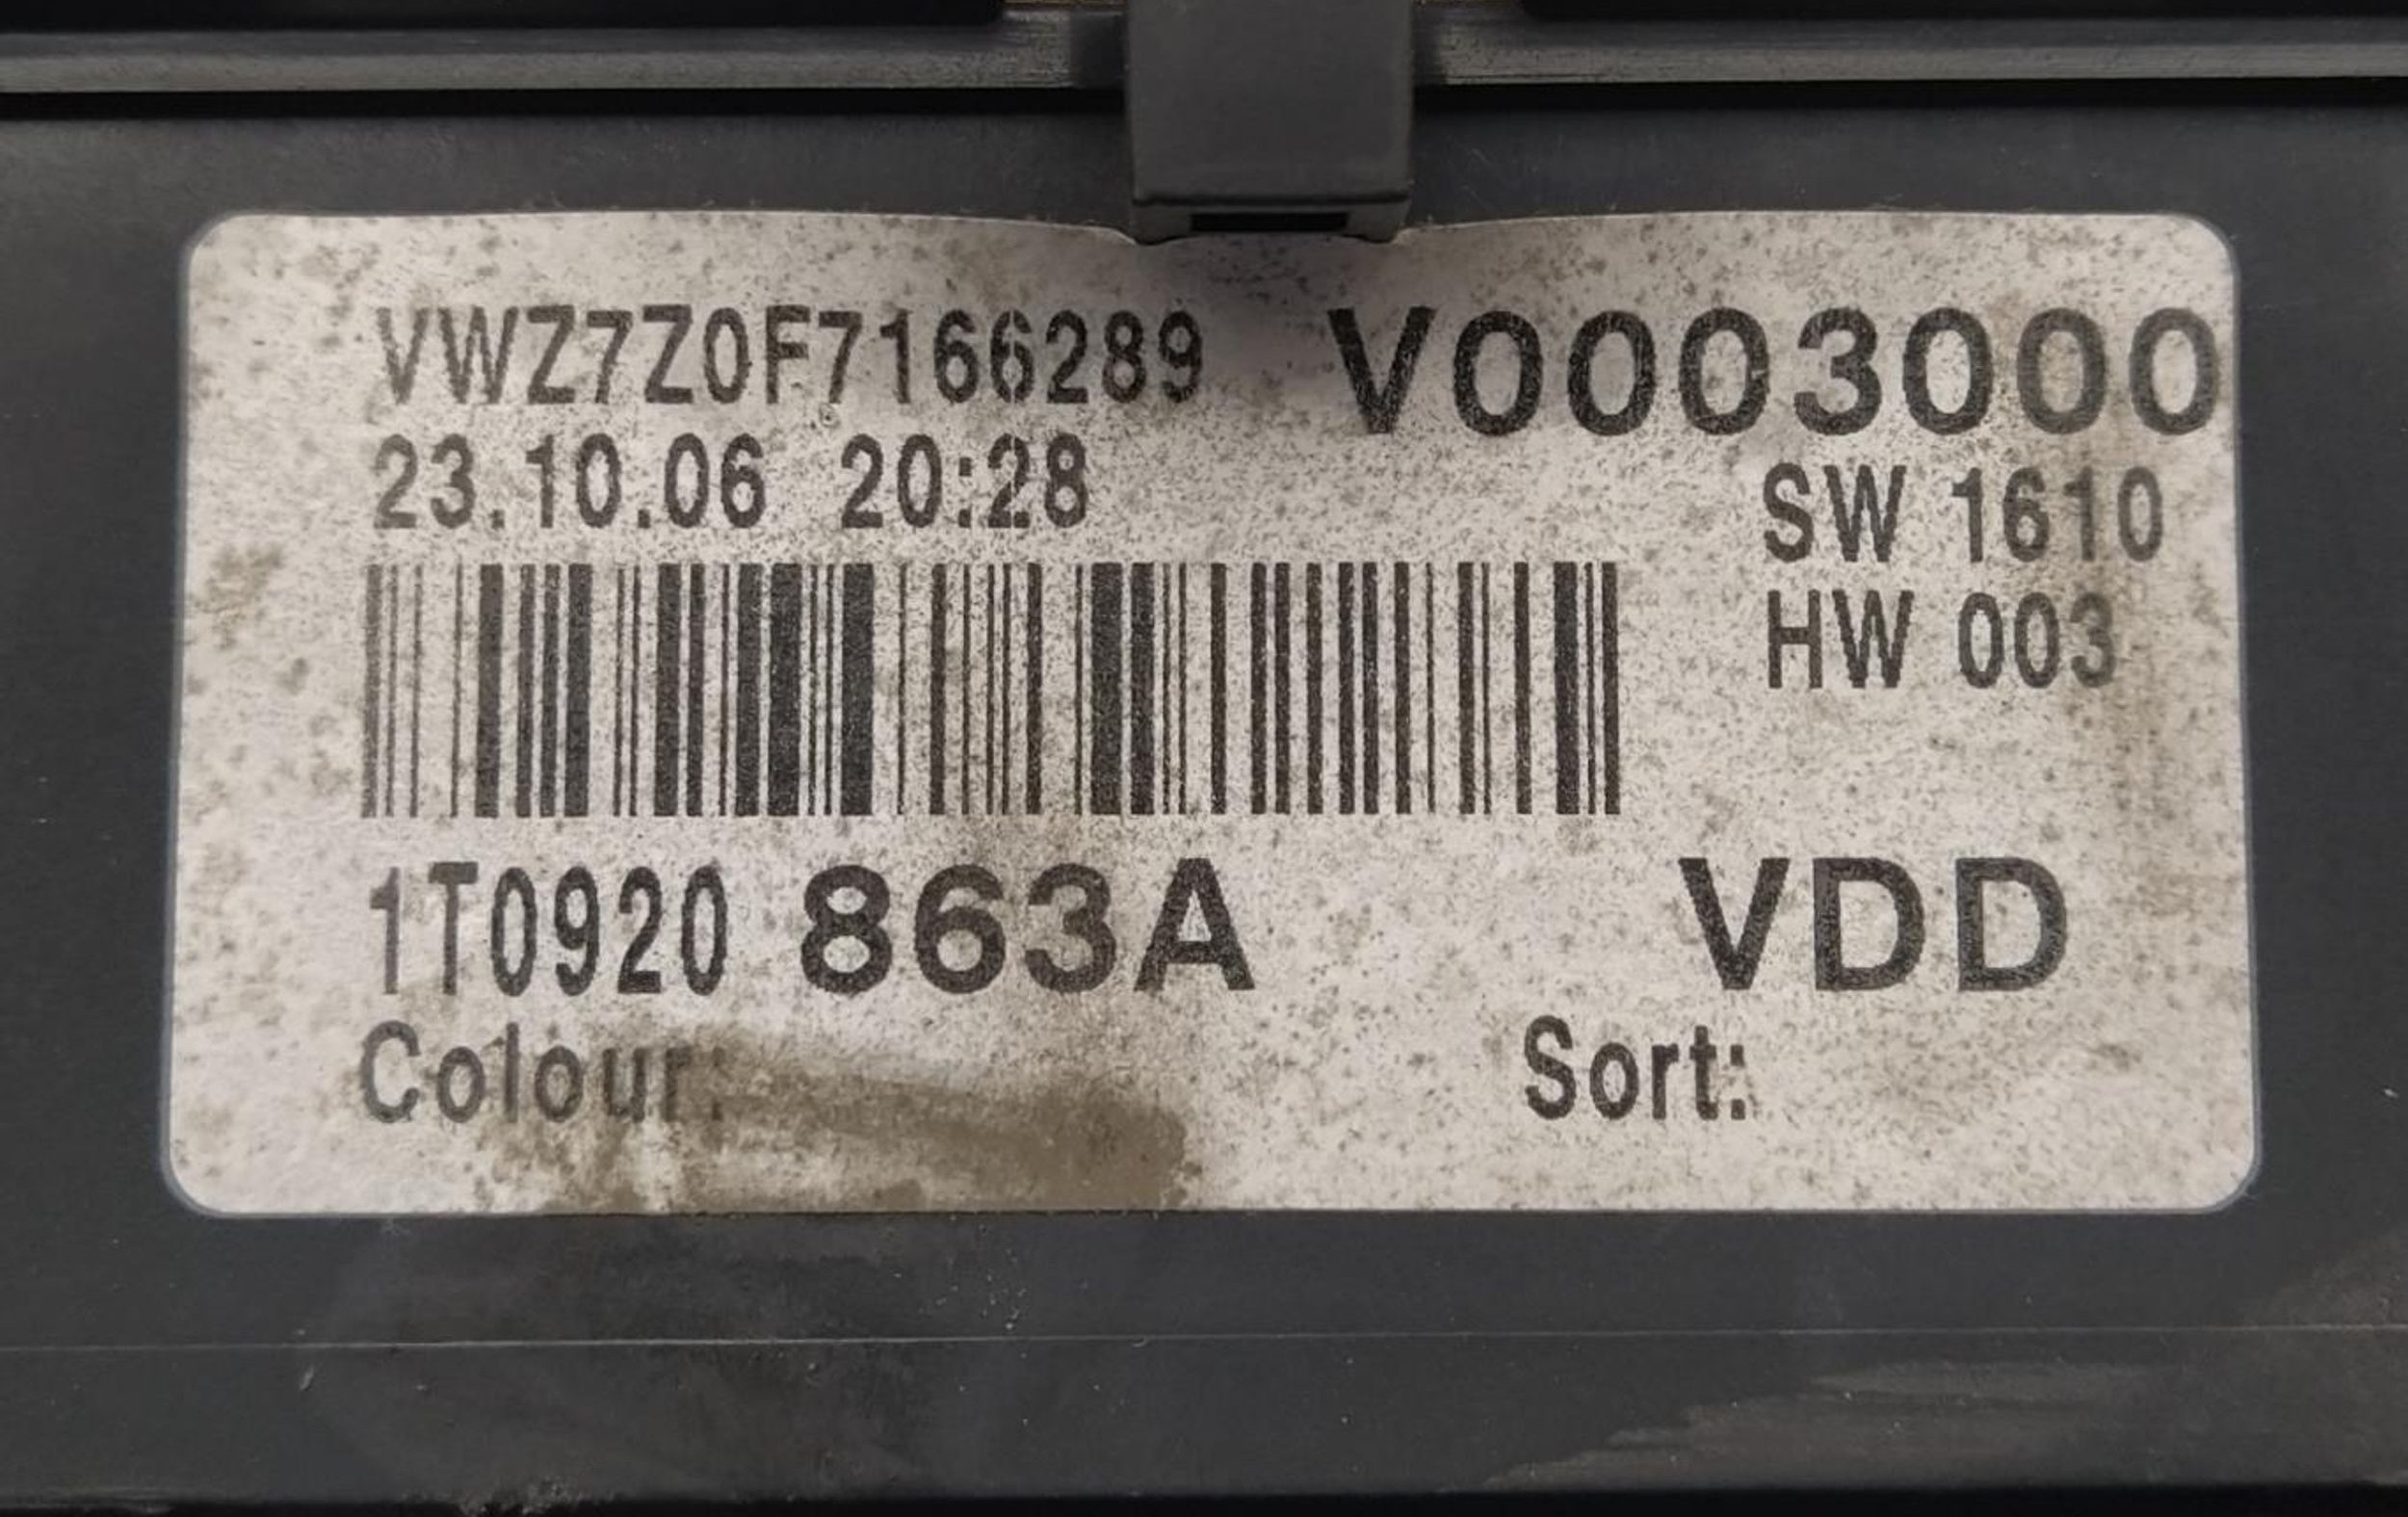 VWZ7Z0F7166289 V0003000
23.10.06 20:28
SW 1610
HW 003
1T0920 863A VDD
Colour: Sort: